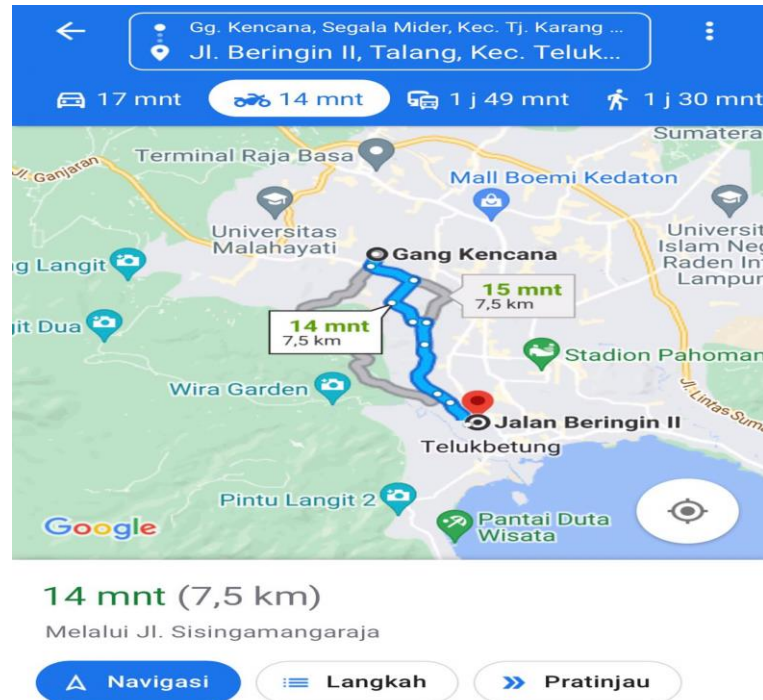 Gg. Kencana, Segala Mider, Kec. Tj. Karang ...
Jl. Beringin II, Talang, Kec. Teluk...
17 mnt
14 mnt
1 j 49 mnt
1 j 30 mnt
Sumatera
Jl. Ganjaran
Terminal Raja Basa
Mall Boemi Kedaton
Universitas
Malahayati
Universit
Islam Neg
Raden Int
Lampun
g Langit
Gang Kencana
15 mnt
7,5 km
14 mnt
7,5 km
it Dua
Stadion Pahoman
Wira Garden
Jl. Lintas Sum
Jalan Beringin II
Telukbetung
Pintu Langit 2
Pantai Duta
Wisata
Google
14 mnt (7,5 km)
Melalui Jl. Sisingamangaraja
Navigasi
Langkah
Pratinjau